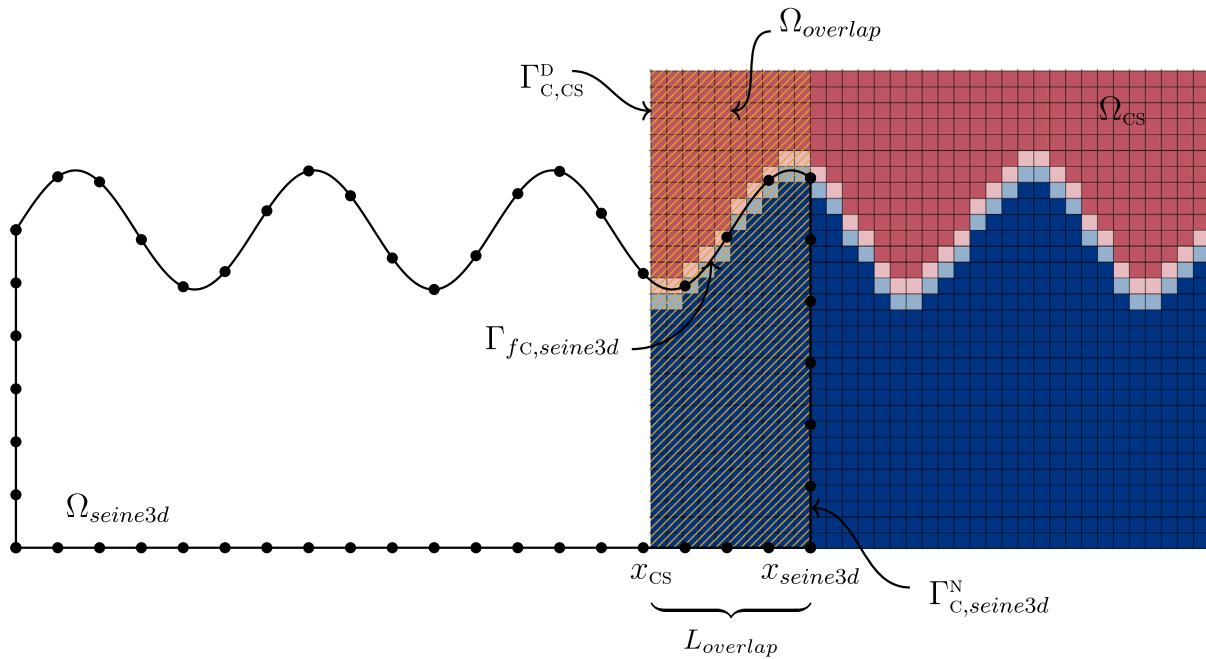 Ω_overlap
Γ^D_C,CS
Ω_CS
Γ_fC,seine3d
Ω_seine3d
x_CS x_seine3d
Γ^N_C,seine3d
L_overlap